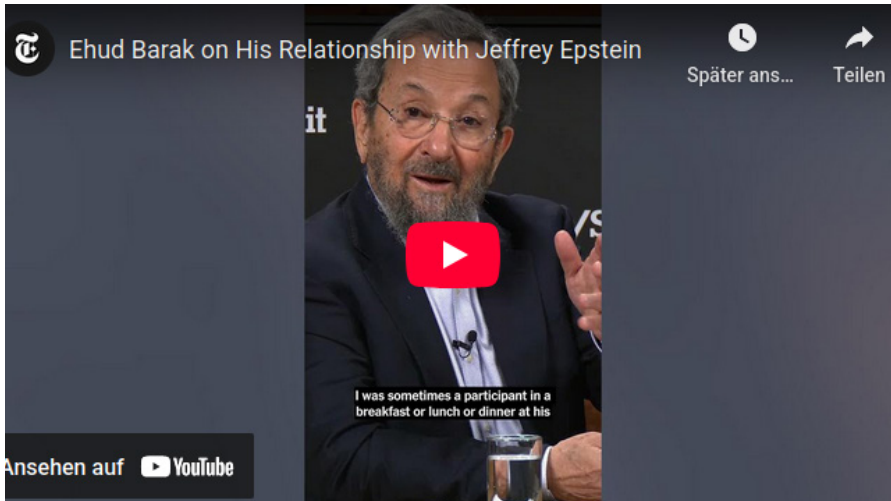 Ehud Barak on His Relationship with Jeffrey Epstein
Später ans...
Teilen
it
/S
I was sometimes a participant in a
breakfast or lunch or dinner at his
Ansehen auf YouTube